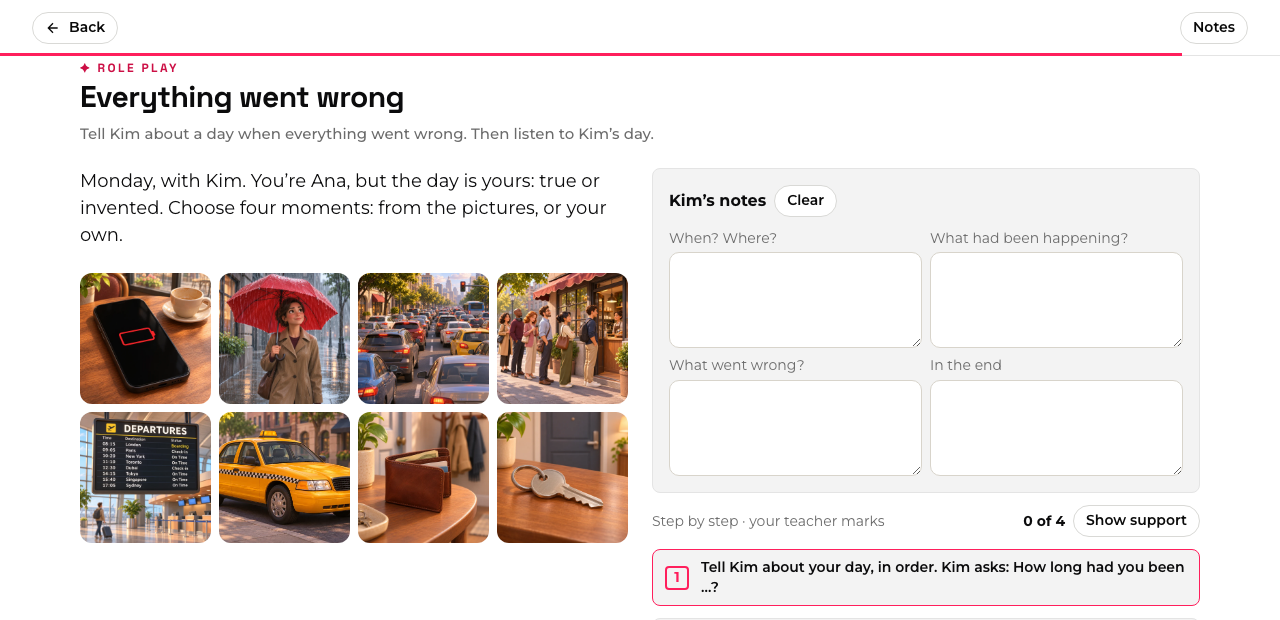 ← Back
Notes
✦ ROLE PLAY
Everything went wrong
Tell Kim about a day when everything went wrong. Then listen to Kim’s day.
Monday, with Kim. You’re Ana, but the day is yours: true or
invented. Choose four moments: from the pictures, or your
own.
DEPARTURES
Kim’s notes
Clear
When? Where?
What had been happening?
What went wrong?
In the end
Step by step · your teacher marks
0 of 4
Show support
1
Tell Kim about your day, in order. Kim asks: How long had you been
...?